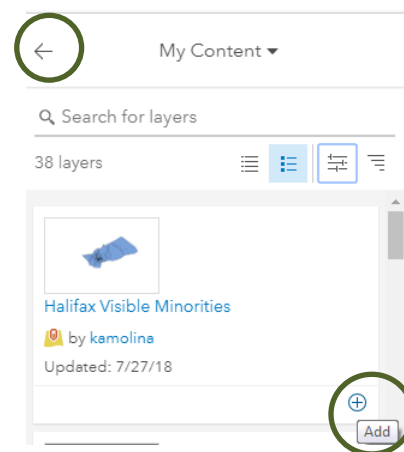 My Content
Search for layers
38 layers
Halifax Visible Minorities
by kamolina
Updated: 7/27/18
Add